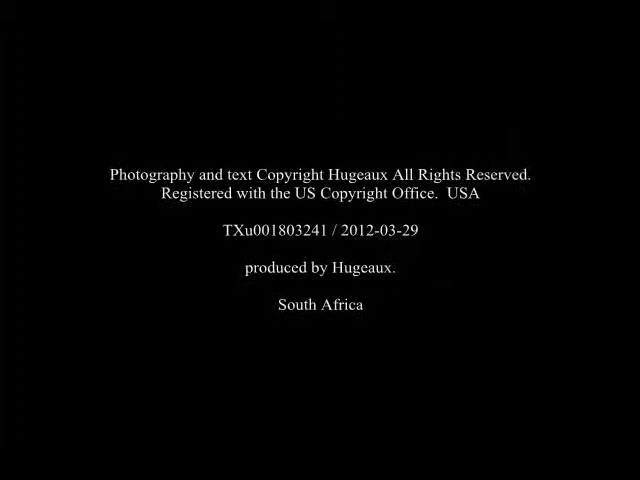 Photography and text Copyright Hugeaux All Rights Reserved.
Registered with the US Copyright Office.  USA
TXu001803241 / 2012-03-29
produced by Hugeaux.
South Africa